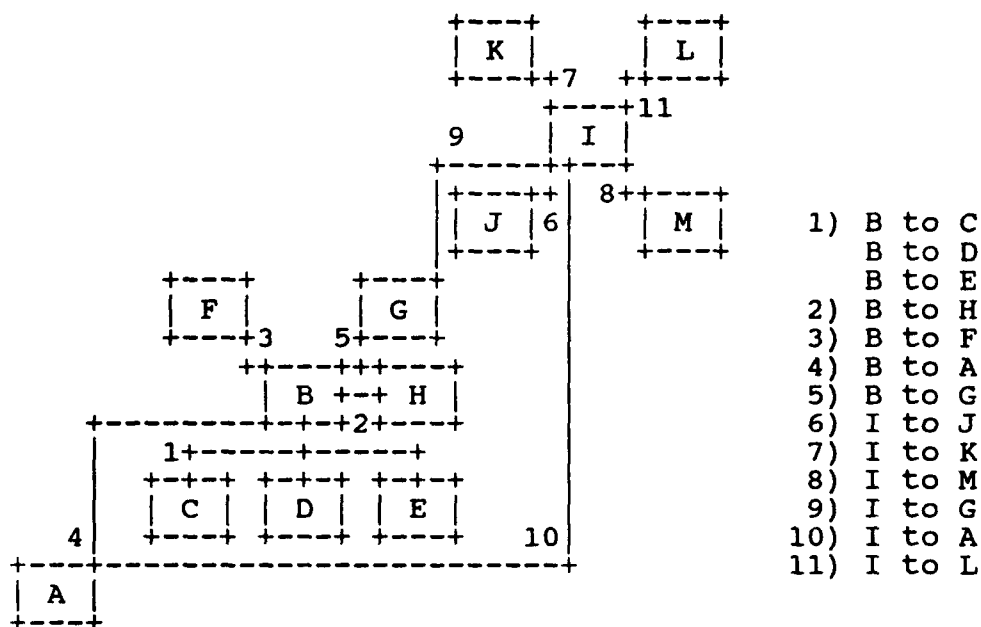 K L
7
11
I
9
8
J 6 M
F G
3 5
B H
2
1
C D E
4 10
A
1) B to C
B to D
B to E
2) B to H
3) B to F
4) B to A
5) B to G
6) I to J
7) I to K
8) I to M
9) I to G
10) I to A
11) I to L